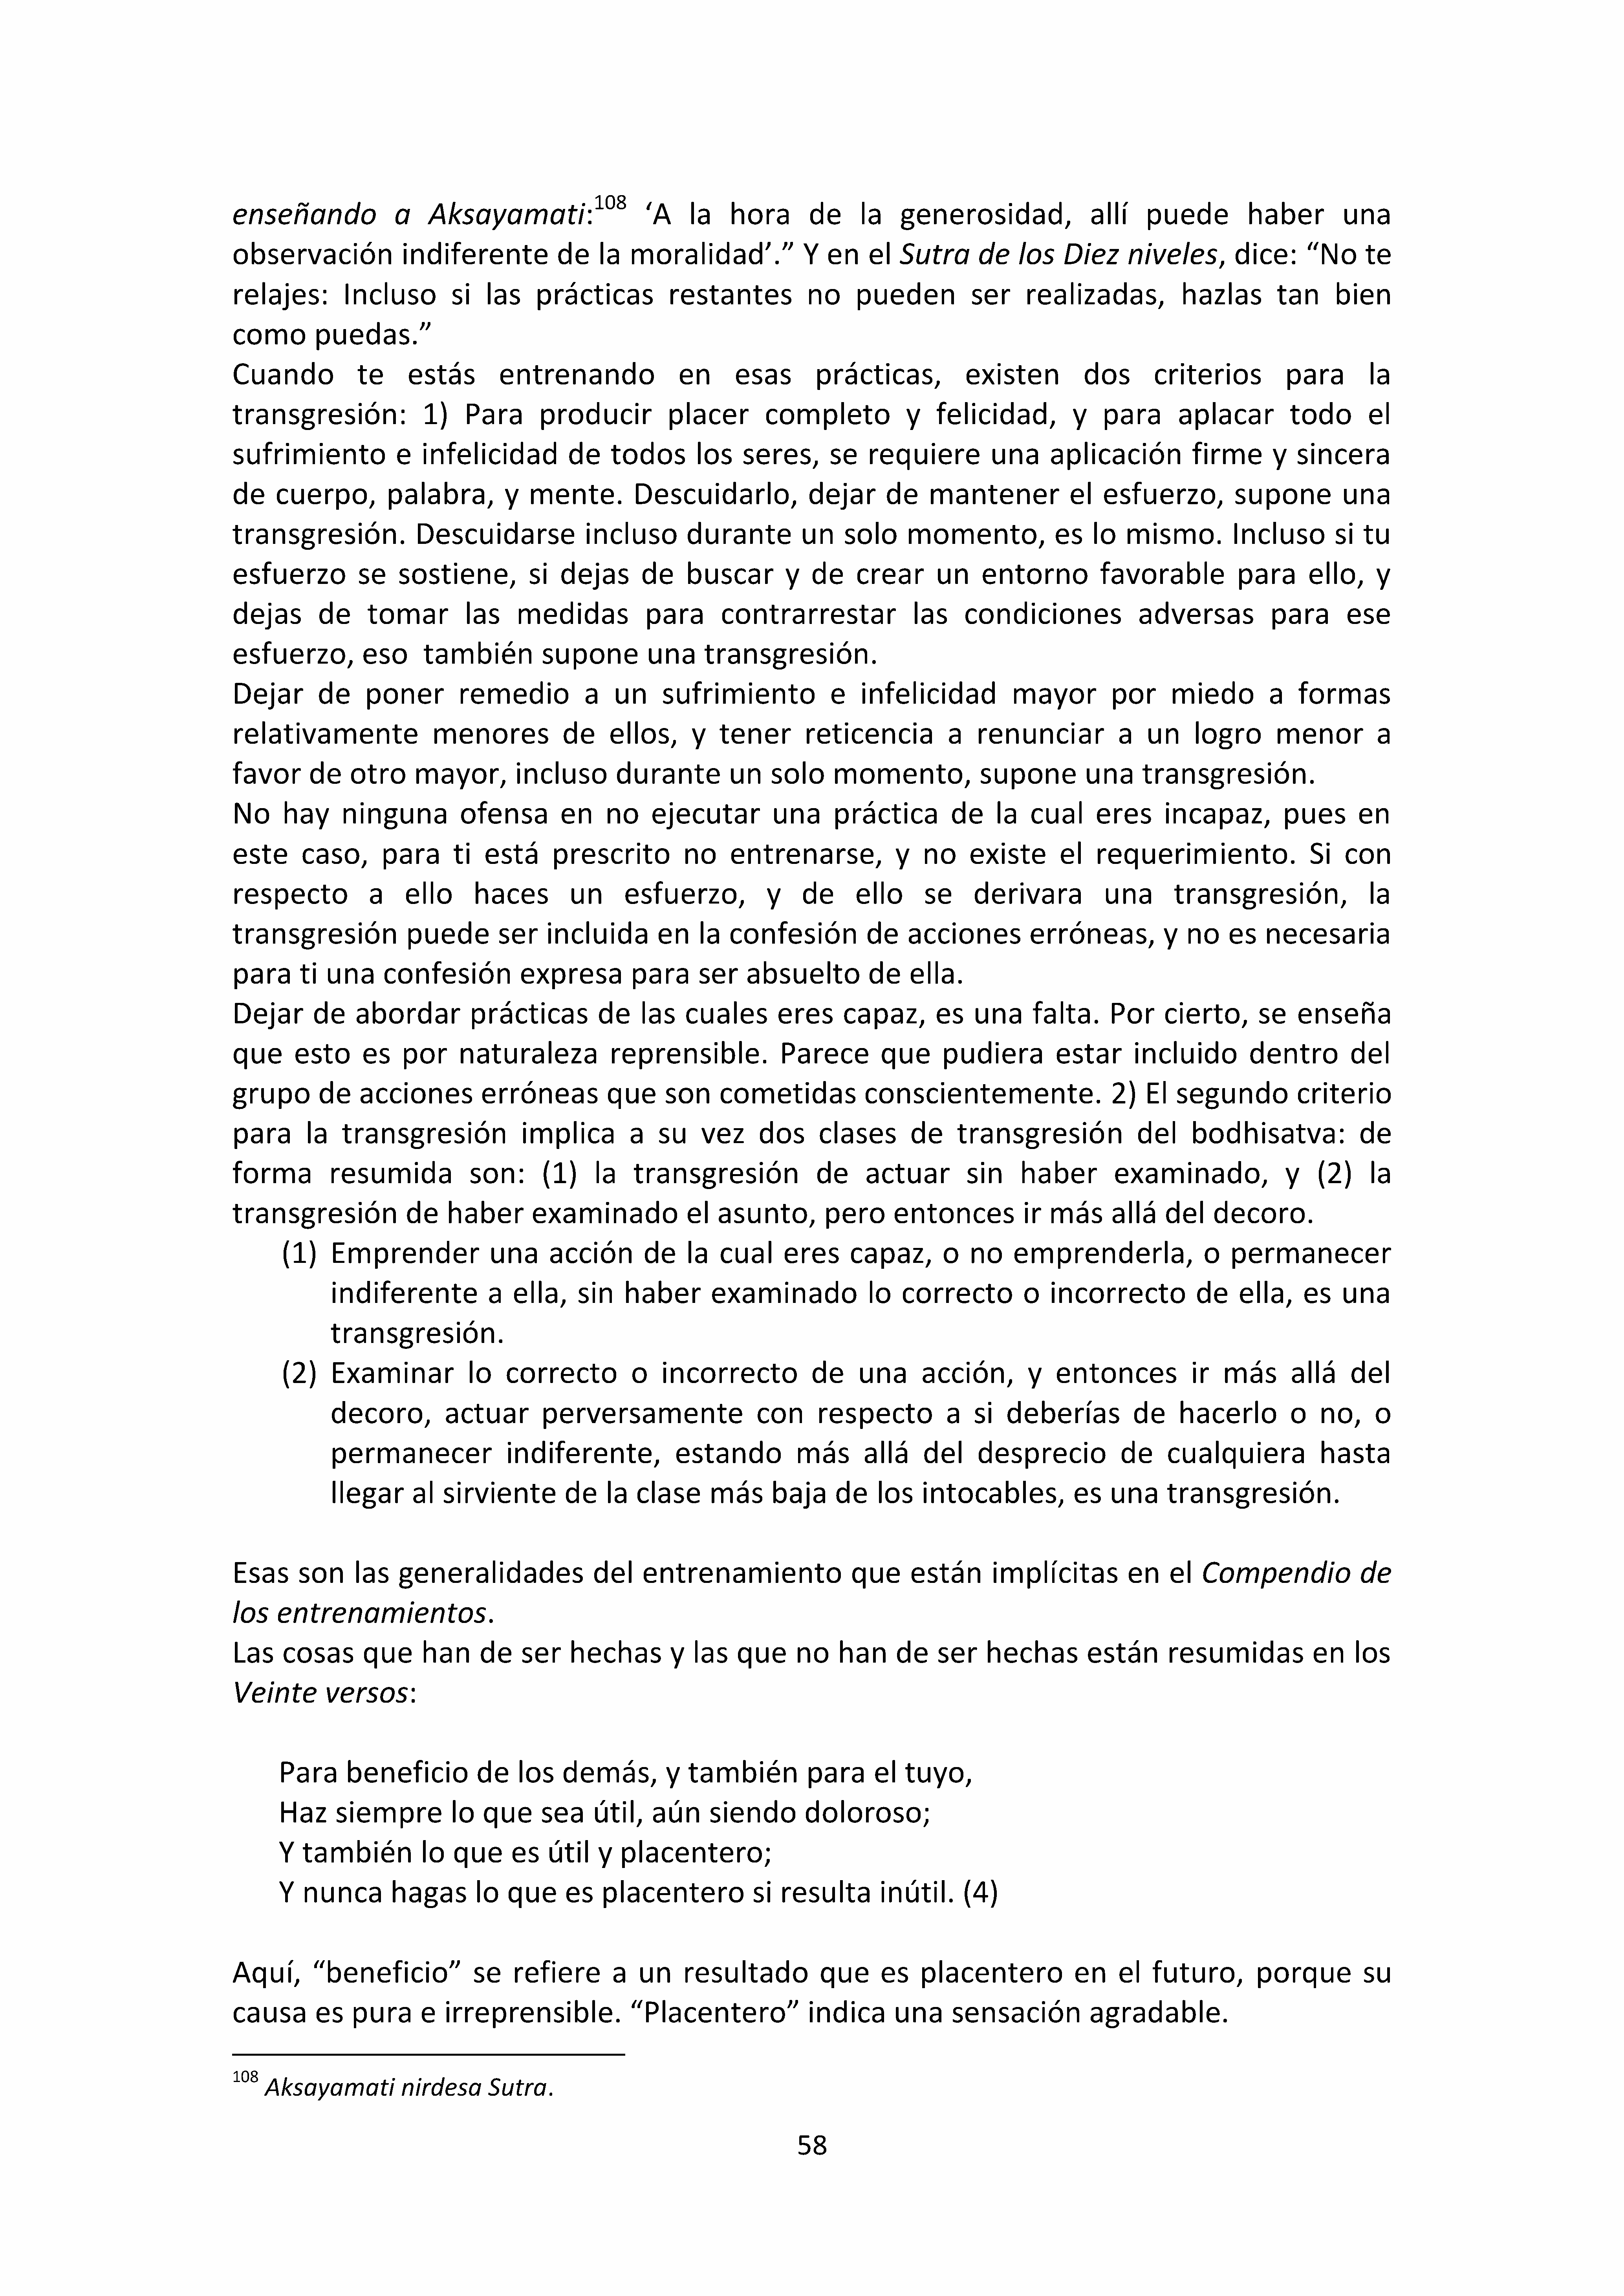 enseñando a Aksayamati:108 ‘A la hora de la generosidad, allí puede haber una
observación indiferente de la moralidad’.” Y en el Sutra de los Diez niveles, dice: “No te
relajes: Incluso si las prácticas restantes no pueden ser realizadas, hazlas tan bien
como puedas.”
Cuando te estás entrenando en esas prácticas, existen dos criterios para la
transgresión: 1) Para producir placer completo y felicidad, y para aplacar todo el
sufrimiento e infelicidad de todos los seres, se requiere una aplicación firme y sincera
de cuerpo, palabra, y mente. Descuidarlo, dejar de mantener el esfuerzo, supone una
transgresión. Descuidarse incluso durante un solo momento, es lo mismo. Incluso si tu
esfuerzo se sostiene, si dejas de buscar y de crear un entorno favorable para ello, y
dejas de tomar las medidas para contrarrestar las condiciones adversas para ese
esfuerzo, eso  también supone una transgresión.
Dejar de poner remedio a un sufrimiento e infelicidad mayor por miedo a formas
relativamente menores de ellos, y tener reticencia a renunciar a un logro menor a
favor de otro mayor, incluso durante un solo momento, supone una transgresión.
No hay ninguna ofensa en no ejecutar una práctica de la cual eres incapaz, pues en
este caso, para ti está prescrito no entrenarse, y no existe el requerimiento. Si con
respecto a ello haces un esfuerzo, y de ello se derivara una transgresión, la
transgresión puede ser incluida en la confesión de acciones erróneas, y no es necesaria
para ti una confesión expresa para ser absuelto de ella.
Dejar de abordar prácticas de las cuales eres capaz, es una falta. Por cierto, se enseña
que esto es por naturaleza reprensible. Parece que pudiera estar incluido dentro del
grupo de acciones erróneas que son cometidas conscientemente. 2) El segundo criterio
para la transgresión implica a su vez dos clases de transgresión del bodhisatva: de
forma resumida son: (1) la transgresión de actuar sin haber examinado, y (2) la
transgresión de haber examinado el asunto, pero entonces ir más allá del decoro.
(1) Emprender una acción de la cual eres capaz, o no emprenderla, o permanecer
indiferente a ella, sin haber examinado lo correcto o incorrecto de ella, es una
transgresión.
(2) Examinar lo correcto o incorrecto de una acción, y entonces ir más allá del
decoro, actuar perversamente con respecto a si deberías de hacerlo o no, o
permanecer indiferente, estando más allá del desprecio de cualquiera hasta
llegar al sirviente de la clase más baja de los intocables, es una transgresión.
Esas son las generalidades del entrenamiento que están implícitas en el Compendio de
los entrenamientos.
Las cosas que han de ser hechas y las que no han de ser hechas están resumidas en los
Veinte versos:
Para beneficio de los demás, y también para el tuyo,
Haz siempre lo que sea útil, aún siendo doloroso;
Y también lo que es útil y placentero;
Y nunca hagas lo que es placentero si resulta inútil. (4)
Aquí, “beneficio” se refiere a un resultado que es placentero en el futuro, porque su
causa es pura e irreprensible. “Placentero” indica una sensación agradable.
108 Aksayamati nirdesa Sutra.
58